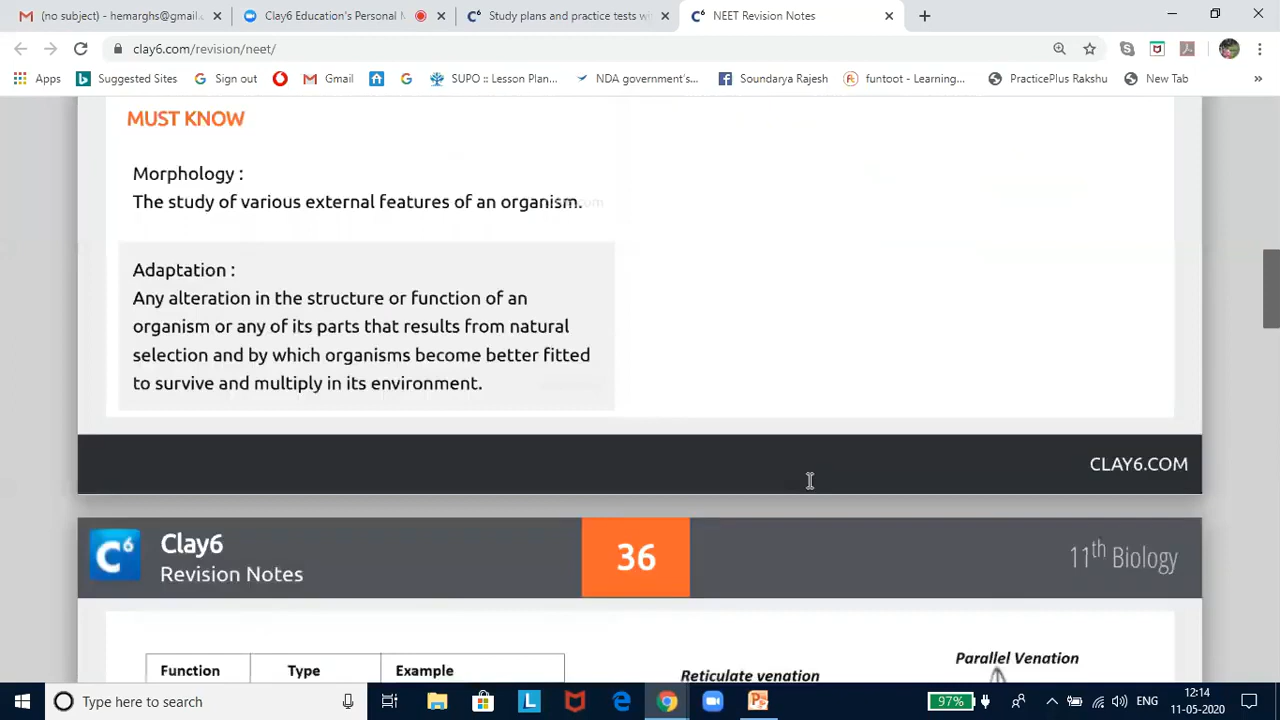 (no subject) - hemarghs@gmail.
Clay6 Education's Personal M
Study plans and practice tests wi
NEET Revision Notes
clay6.com/revision/neet/
Apps
Suggested Sites
Sign out
Gmail
SUPO :: Lesson Plan...
NDA government's...
Soundarya Rajesh
funtoot - Learning...
PracticePlus Rakshu
New Tab
MUST KNOW
Morphology :
The study of various external features of an organism.
Adaptation :
Any alteration in the structure or function of an
organism or any of its parts that results from natural
selection and by which organisms become better fitted
to survive and multiply in its environment.
CLAY6.COM
Clay6
Revision Notes
36
11th Biology
Function Type Example
Reticulate venation
Parallel Venation
Type here to search
97%
ENG
12:14
11-05-2020